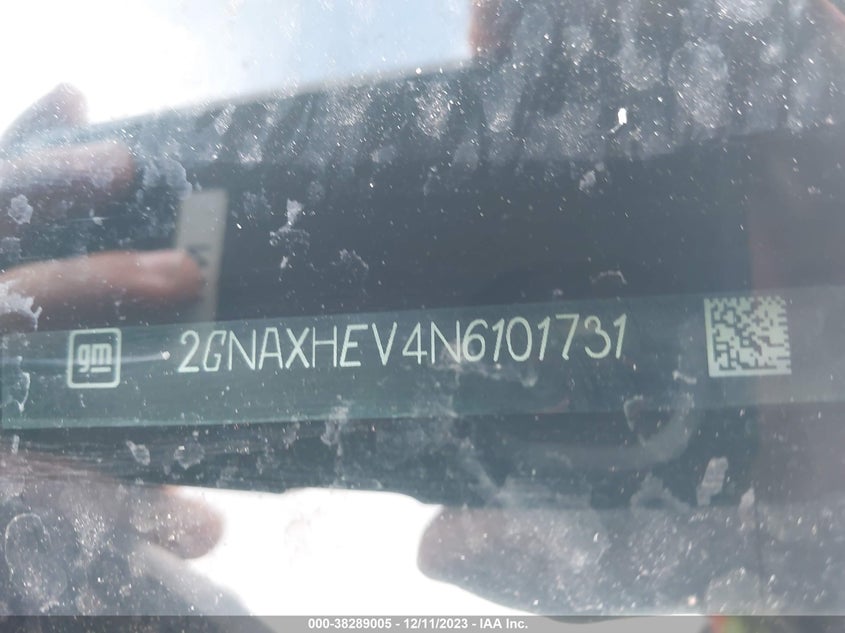 gm 2GNAXHEV4N6101731
000-38289005 - 12/11/2023 - IAA Inc.